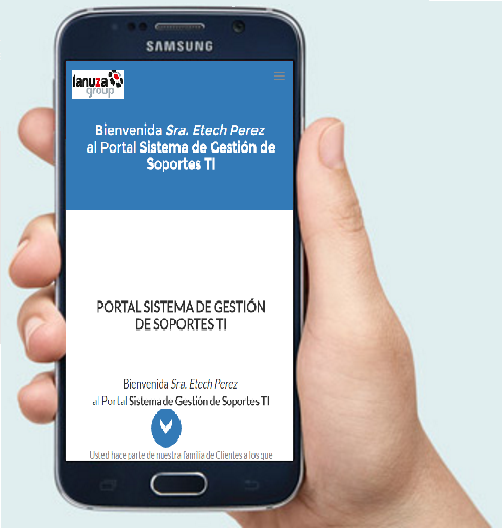 SAMSUNG
lanuza
group
Bienvenida Sra. Etech Perez
al Portal Sistema de Gestión de
Soportes TI
PORTAL SISTEMA DE GESTIÓN
DE SOPORTES TI
Bienvenida Sra. Etech Perez
al Portal Sistema de Gestión de Soportes TI
Usted hace parte de nuestra familia de Clientes a los que